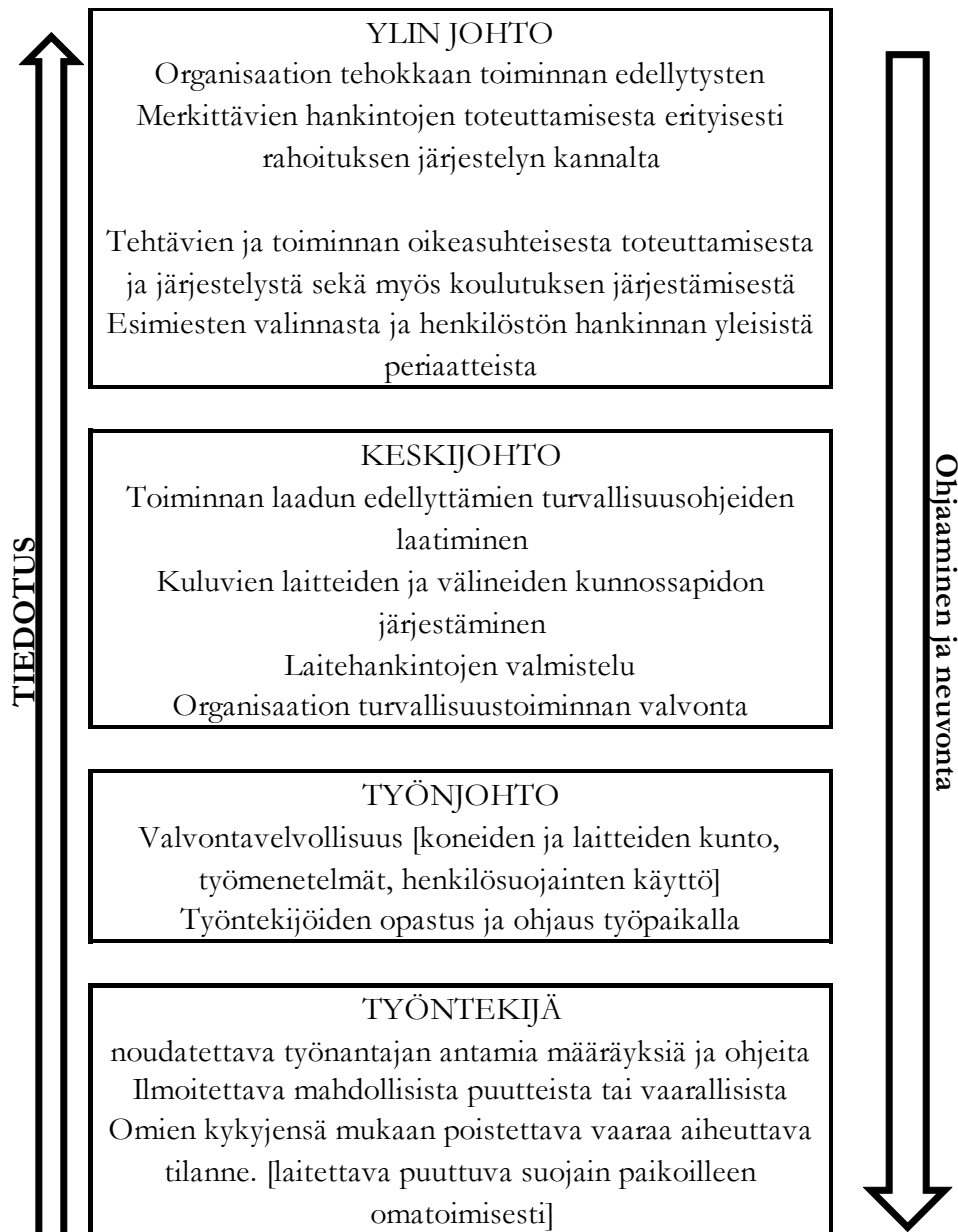 YLIN JOHTO
Organisaation tehokkaan toiminnan edellytysten
Merkittävien hankintojen toteuttamisesta erityisesti
rahoituksen järjestelyn kannalta
Tehtävien ja toiminnan oikeasuhteisesta toteuttamisesta
ja järjestelystä sekä myös koulutuksen järjestämisestä
Esimiesten valinnasta ja henkilöstön hankinnan yleisistä
periaatteista
KESKIJOHTO
Toiminnan laadun edellyttämien turvallisuusohjeiden
laatiminen
Kuluvien laitteiden ja välineiden kunnossapidon
järjestäminen
Laitehankintojen valmistelu
Organisaation turvallisuustoiminnan valvonta
TYÖNJOHTO
Valvontavelvollisuus [koneiden ja laitteiden kunto,
työmenetelmät, henkilösuojainten käyttö]
Työntekijöiden opastus ja ohjaus työpaikalla
TYÖNTEKIJÄ
noudatettava työnantajan antamia määräyksiä ja ohjeita
Ilmoitettava mahdollisista puutteista tai vaarallisista
Omien kykyjensä mukaan poistettava vaaraa aiheuttava
tilanne. [laitettava puuttuva suojain paikoilleen
omatoimisesti]
TIEDOTUS
Ohjaaminen ja neuvonta